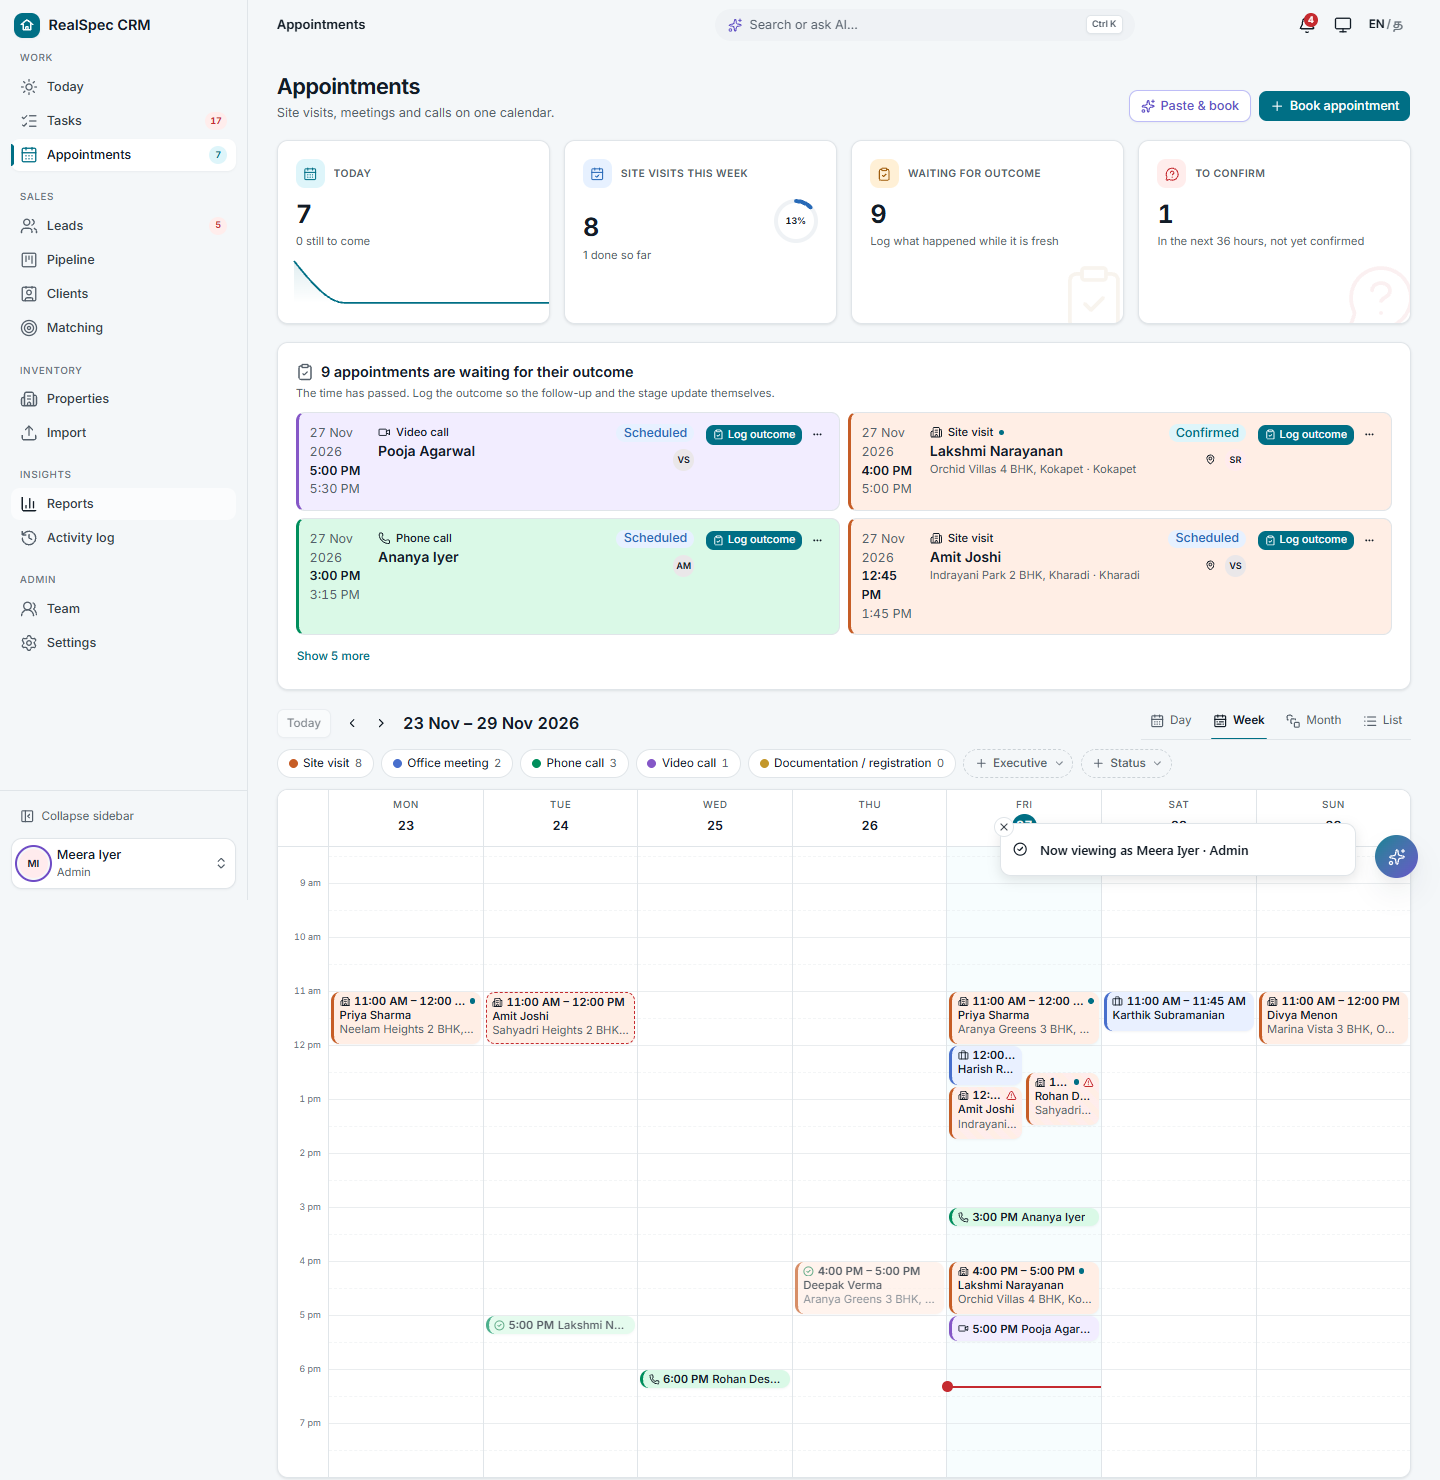 RealSpec CRM
WORK
Today
Tasks 17
Appointments 7
SALES
Leads 5
Pipeline
Clients
Matching
INVENTORY
Properties
Import
INSIGHTS
Reports
Activity log
ADMIN
Team
Settings
Collapse sidebar
MI
Meera Iyer
Admin
Appointments
Search or ask AI...
Ctrl K
4
EN / த
Appointments
Site visits, meetings and calls on one calendar.
Paste & book
Book appointment
TODAY
7
0 still to come
SITE VISITS THIS WEEK
8
13%
1 done so far
WAITING FOR OUTCOME
9
Log what happened while it is fresh
TO CONFIRM
1
In the next 36 hours, not yet confirmed
9 appointments are waiting for their outcome
The time has passed. Log the outcome so the follow-up and the stage update themselves.
27 Nov
2026
5:00 PM
5:30 PM
Video call
Pooja Agarwal
Scheduled
VS
Log outcome
27 Nov
2026
4:00 PM
5:00 PM
Site visit
Lakshmi Narayanan
Orchid Villas 4 BHK, Kokapet · Kokapet
Confirmed
SR
Log outcome
27 Nov
2026
3:00 PM
3:15 PM
Phone call
Ananya Iyer
Scheduled
AM
Log outcome
27 Nov
2026
12:45
PM
1:45 PM
Site visit
Amit Joshi
Indrayani Park 2 BHK, Kharadi · Kharadi
Scheduled
VS
Log outcome
Show 5 more
Today
23 Nov – 29 Nov 2026
Day
Week
Month
List
Site visit 8
Office meeting 2
Phone call 3
Video call 1
Documentation / registration 0
Executive
Status
MON
23
TUE
24
WED
25
THU
26
FRI
SAT
SUN
Now viewing as Meera Iyer · Admin
9 am
10 am
11 am
12 pm
1 pm
2 pm
3 pm
4 pm
5 pm
6 pm
7 pm
11:00 AM – 12:00 ...
Priya Sharma
Neelam Heights 2 BHK,...
11:00 AM – 12:00 PM
Amit Joshi
Sahyadri Heights 2 BHK...
5:00 PM Lakshmi N...
6:00 PM Rohan Des...
4:00 PM – 5:00 PM
Deepak Verma
Aranya Greens 3 BHK, ...
11:00 AM – 12:00 ...
Priya Sharma
Aranya Greens 3 BHK, ...
12:00...
Harish R...
1...
Rohan D...
Sahyadri...
12:...
Amit Joshi
Indrayani...
3:00 PM Ananya Iyer
4:00 PM – 5:00 PM
Lakshmi Narayanan
Orchid Villas 4 BHK, Ko...
5:00 PM Pooja Agar...
11:00 AM – 11:45 AM
Karthik Subramanian
11:00 AM – 12:00 PM
Divya Menon
Marina Vista 3 BHK, O...